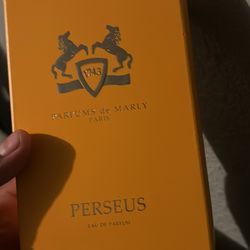 1743
PARFUMS de MARLY
PARIS
PERSEUS
EAU DE PARFUM